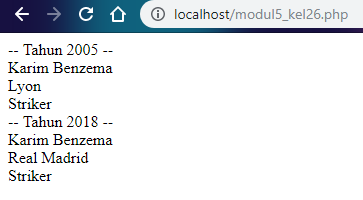 localhost/modul5_kel26.php
-- Tahun 2005 --
Karim Benzema
Lyon
Striker
-- Tahun 2018 --
Karim Benzema
Real Madrid
Striker